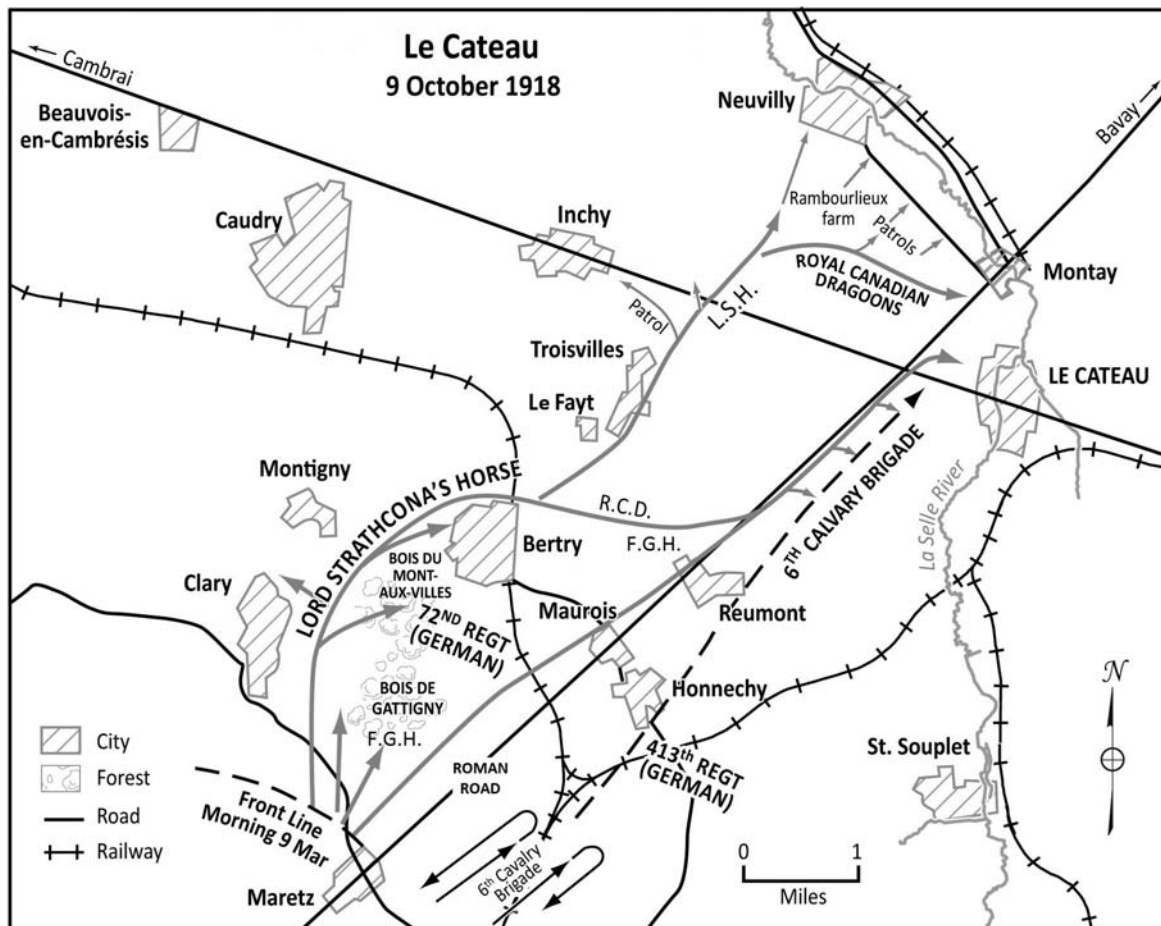 Le Cateau
9 October 1918
Cambrai
Beauvois-
en-Cambrésis
Neuvilly
Bavay
Caudry
Inchy
Rambourlieux
farm
Patrols
ROYAL CANADIAN
DRAGOONS
Montay
L.S.H.
Patrol
Troisvilles
Le Fayt
LE CATEAU
Montigny
LORD STRATHCONA'S HORSE
R.C.D.
F.G.H.
6TH CALVARY BRIGADE
La Selle River
Bertry
BOIS DU
MONT-
AUX-VILLES
Clary
72ND REGT
(GERMAN)
Maurois
Reumont
BOIS DE
GATTIGNY
F.G.H.
Honnechy
413th REGT
(GERMAN)
St. Souplet
N
ROMAN
ROAD
Front Line
Morning 9 Mar
Maretz
6th Cavalry
Brigade
City
Forest
Road
Railway
0 1
Miles